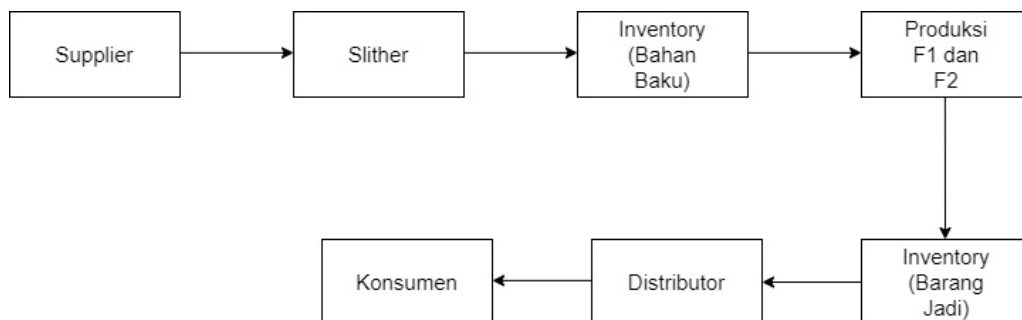 Supplier
Slither
Inventory
(Bahan
Baku)
Produksi
F1 dan
F2
Inventory
(Barang
Jadi)
Distributor
Konsumen